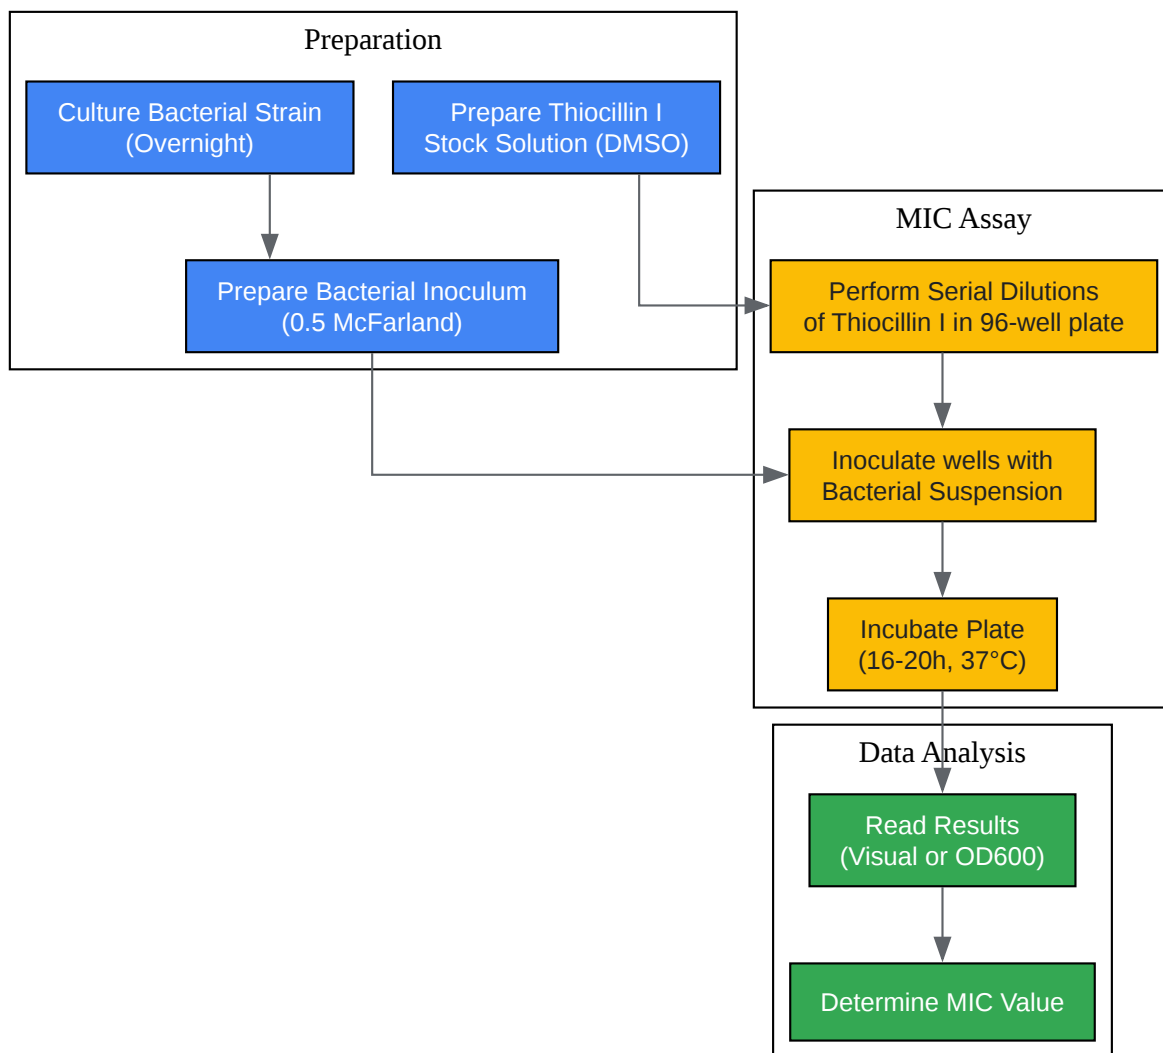 Preparation
Culture Bacterial Strain
(Overnight)
Prepare Thiocillin I
Stock Solution (DMSO)
Prepare Bacterial Inoculum
(0.5 McFarland)
MIC Assay
Perform Serial Dilutions
of Thiocillin I in 96-well plate
Inoculate wells with
Bacterial Suspension
Incubate Plate
(16-20h, 37°C)
Data Analysis
Read Results
(Visual or OD600)
Determine MIC Value